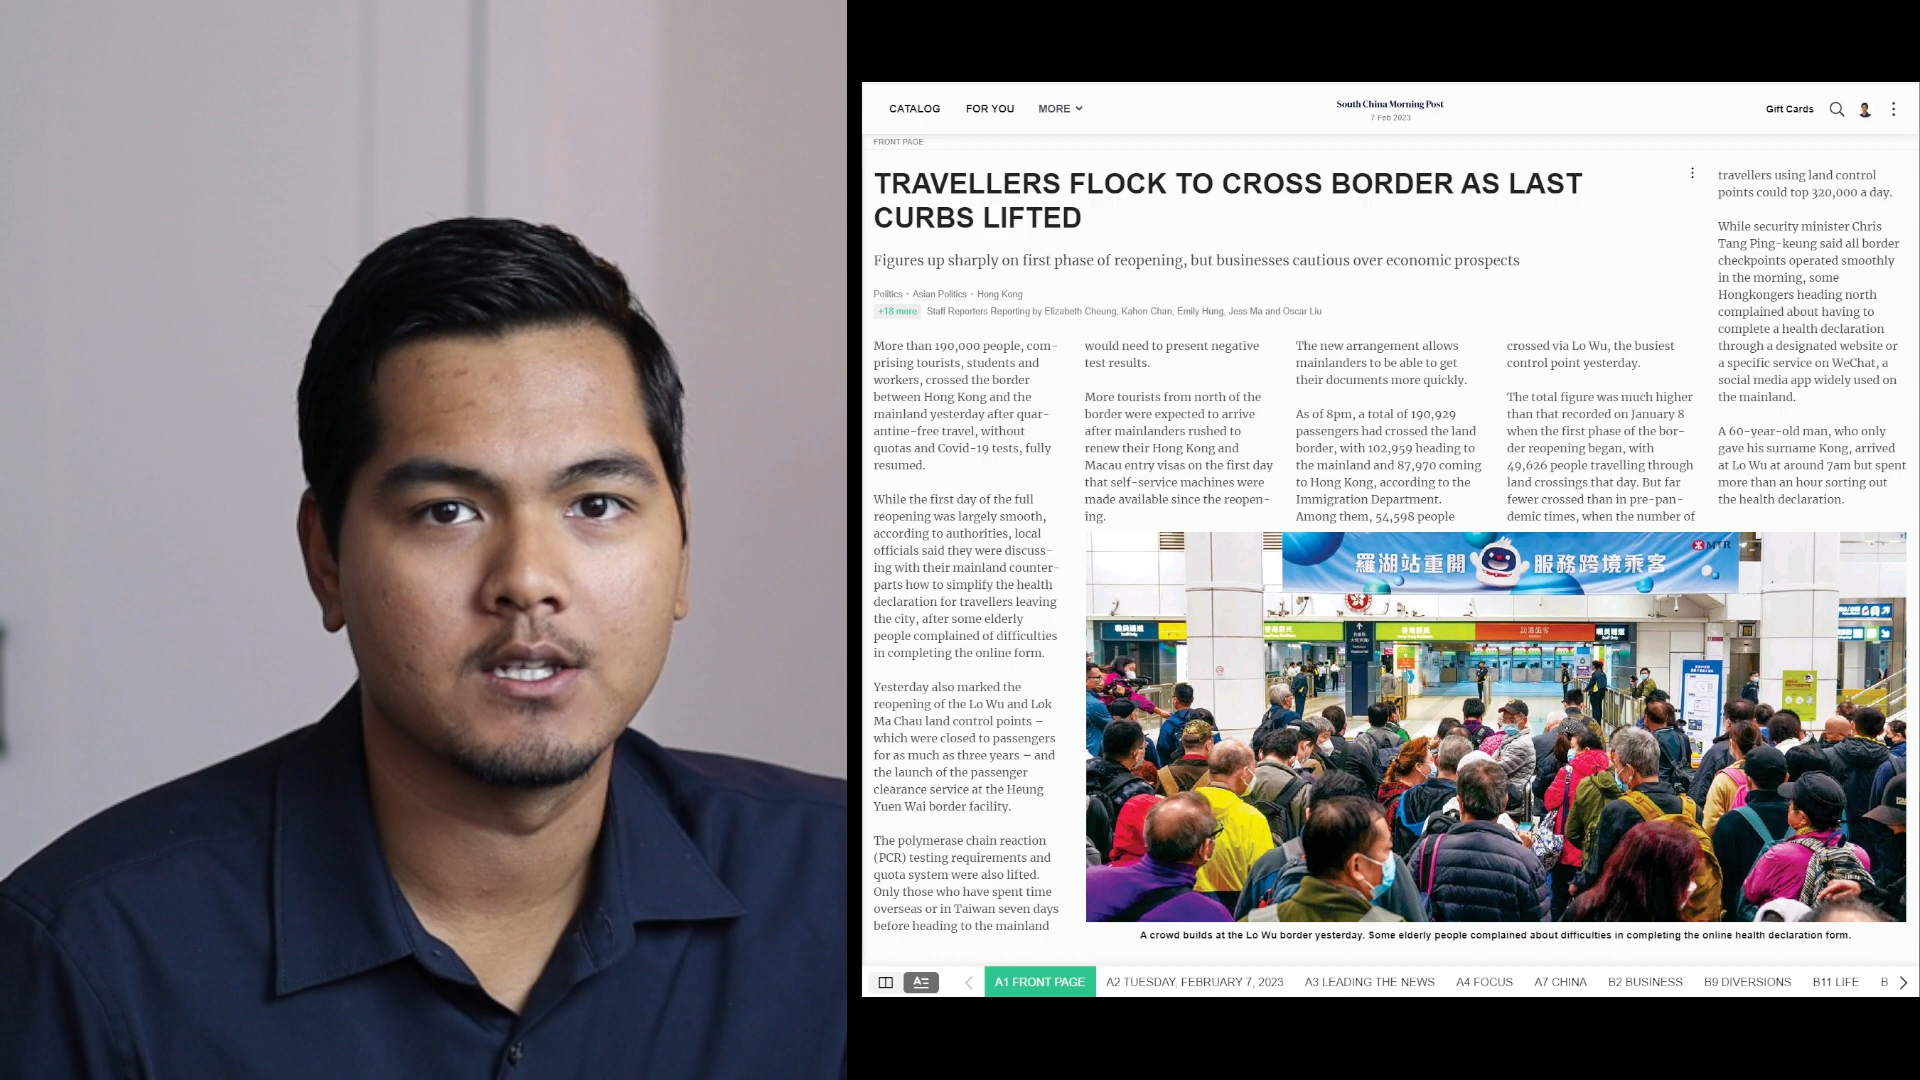 CATALOG
FOR YOU
MORE
South China Morning Post
7 Feb 2023
Gift Cards
FRONT PAGE
TRAVELLERS FLOCK TO CROSS BORDER AS LAST
CURBS LIFTED
Figures up sharply on first phase of reopening, but businesses cautious over economic prospects
Politics · Asian Politics · Hong Kong
+18 more Staff Reporters Reporting by Elizabeth Cheung, Kahon Chan, Emily Hung, Jess Ma and Oscar Liu
More than 190,000 people, com-
prising tourists, students and
workers, crossed the border
between Hong Kong and the
mainland yesterday after quar-
antine-free travel, without
quotas and Covid-19 tests, fully
resumed.
While the first day of the full
reopening was largely smooth,
according to authorities, local
officials said they were discuss-
ing with their mainland counter-
parts how to simplify the health
declaration for travellers leaving
the city, after some elderly
people complained of difficulties
in completing the online form.
Yesterday also marked the
reopening of the Lo Wu and Lok
Ma Chau land control points –
which were closed to passengers
for as much as three years – and
the launch of the passenger
clearance service at the Heung
Yuen Wai border facility.
The polymerase chain reaction
(PCR) testing requirements and
quota system were also lifted.
Only those who have spent time
overseas or in Taiwan seven days
before heading to the mainland
would need to present negative
test results.
More tourists from north of the
border were expected to arrive
after mainlanders rushed to
renew their Hong Kong and
Macau entry visas on the first day
that self-service machines were
made available since the reopen-
ing.
The new arrangement allows
mainlanders to be able to get
their documents more quickly.
As of 8pm, a total of 190,929
passengers had crossed the land
border, with 102,959 heading to
the mainland and 87,970 coming
to Hong Kong, according to the
Immigration Department.
Among them, 54,598 people
crossed via Lo Wu, the busiest
control point yesterday.
The total figure was much higher
than that recorded on January 8
when the first phase of the bor-
der reopening began, with
49,626 people travelling through
land crossings that day. But far
fewer crossed than in pre-pan-
demic times, when the number of
travellers using land control
points could top 320,000 a day.
While security minister Chris
Tang Ping-keung said all border
checkpoints operated smoothly
in the morning, some
Hongkongers heading north
complained about having to
complete a health declaration
through a designated website or
a specific service on WeChat, a
social media app widely used on
the mainland.
A 60-year-old man, who only
gave his surname Kong, arrived
at Lo Wu at around 7am but spent
more than an hour sorting out
the health declaration.
羅湖站重開 服務跨境乘客
MTR
職員通道
香港居民
香港居民
訪港旅客
職員通道
A crowd builds at the Lo Wu border yesterday. Some elderly people complained about difficulties in completing the online health declaration form.
A1 FRONT PAGE
A2 TUESDAY, FEBRUARY 7, 2023
A3 LEADING THE NEWS
A4 FOCUS
A7 CHINA
B2 BUSINESS
B9 DIVERSIONS
B11 LIFE
B